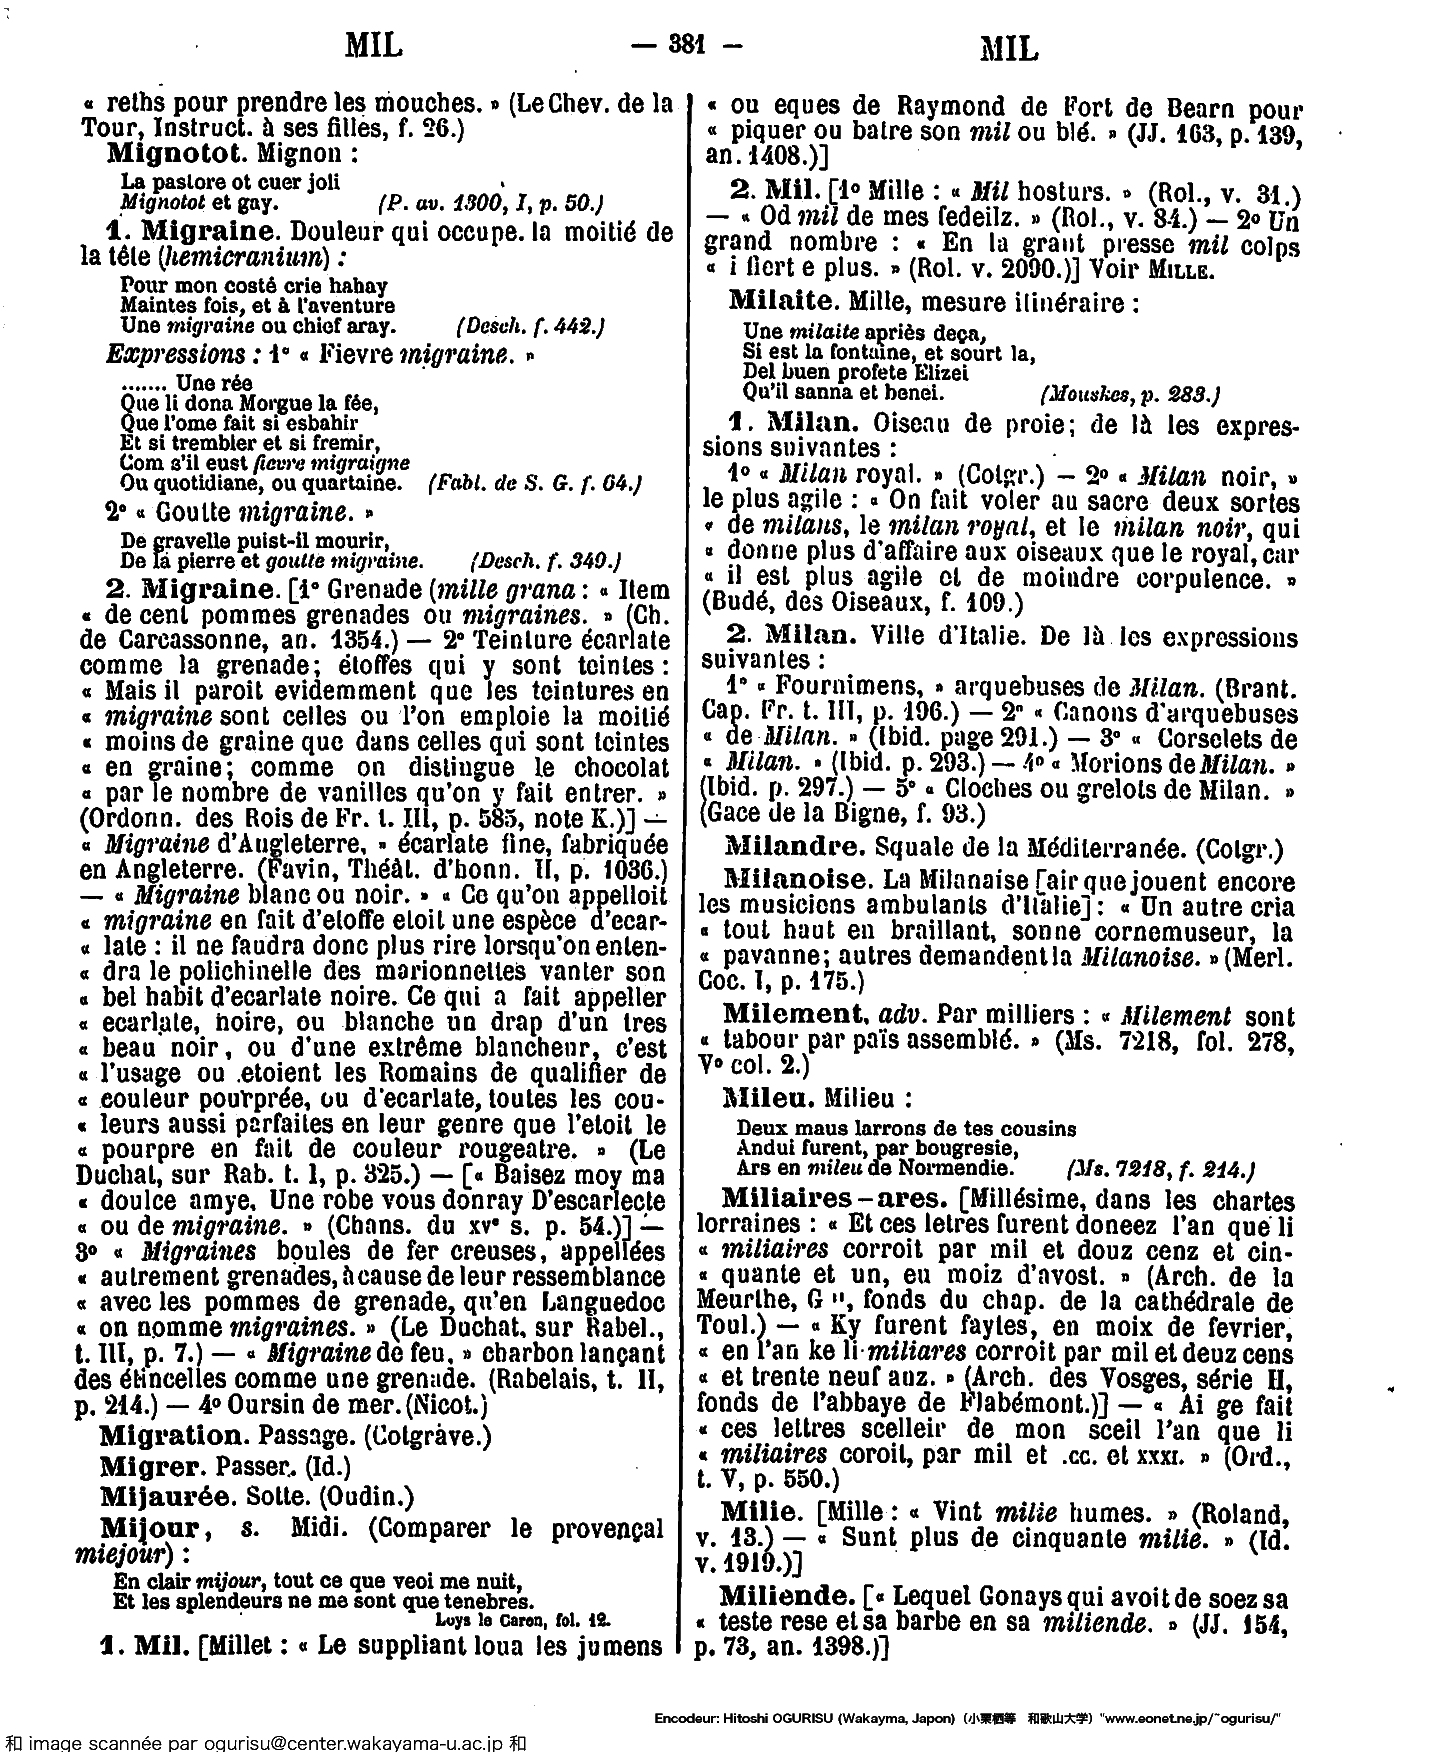 MIL
— 381 —
MIL
« reths pour prendre les mouches. » (Le Chev. de la
Tour, Instruct. à ses filles, f. 26.)
Mignotot. Mignon :
La pastore ot cuer joli
Mignotot et gay. (P. av. 1300, I, p. 50.)
1. Migraine. Douleur qui occupe. la moitié de
la tête (hemicranium) :
Pour mon costé crie hahay
Maintes fois, et à l'aventure
Une migraine ou chief aray. (Desch. f. 442.)
Expressions : 1° « Fievre migraine. »
....... Une rée
Que li dona Morgue la fée,
Que l'ome fait si esbahir
Et si trembler et si fremir,
Com s'il eust fievre migraigne
Ou quotidiane, ou quartaine. (Fabl. de S. G. f. 64.)
2° « Goutte migraine. »
De gravelle puist-il mourir,
De la pierre et goutte migraine. (Desch. f. 340.)
2. Migraine. [1° Grenade (mille grana : « Item
« de cent pommes grenades ou migraines. » (Ch.
de Carcassonne, an. 1354.) — 2° Teinture écarlate
comme la grenade; étoffes qui y sont teintes :
« Mais il paroit evidemment que les teintures en
« migraine sont celles ou l'on emploie la moitié
« moins de graine que dans celles qui sont teintes
« en graine; comme on distingue le chocolat
« par le nombre de vanilles qu'on y fait entrer. »
(Ordonn. des Rois de Fr. t. III, p. 585, note K.)] —
« Migraine d'Angleterre, » écarlate fine, fabriquée
en Angleterre. (Favin, Théât. d'honn. II, p. 1036.)
— « Migraine blanc ou noir. » « Ce qu'on appelloit
« migraine en fait d'etoffe etoit une espèce d'ecar-
« late : il ne faudra donc plus rire lorsqu'on enten-
« dra le polichinelle des marionnettes vanter son
« bel habit d'ecarlate noire. Ce qui a fait appeller
« ecarlate, noire, ou blanche un drap d'un tres
« beau noir, ou d'une extrême blancheur, c'est
« l'usage ou etoient les Romains de qualifier de
« couleur pourprée, ou d'ecarlate, toutes les cou-
« leurs aussi parfaites en leur genre que l'etoit le
« pourpre en fait de couleur rougeatre. » (Le
Duchat, sur Rab. t. I, p. 325.) — [« Baisez moy ma
« doulce amye, Une robe vous donray D'escarlecte
« ou de migraine. » (Chans. du XVe s. p. 54.)] —
3° « Migraines boules de fer creuses, appellées
« autrement grenades, à cause de leur ressemblance
« avec les pommes de grenade, qu'en Languedoc
« on nomme migraines. » (Le Duchat, sur Rabel.,
t. III, p. 7.) — « Migraine de feu, » charbon lançant
des étincelles comme une grenade. (Rabelais, t. II,
p. 214.) — 4° Oursin de mer. (Nicot.)
Migration. Passage. (Cotgrave.)
Migrer. Passer. (Id.)
Mijaurée. Sotte. (Oudin.)
Mijour, s. Midi. (Comparer le provençal
miejour) :
En clair mijour, tout ce que veoi me nuit,
Et les splendeurs ne me sont que tenebres.
Loys le Caron, fol. 12.
1. Mil. [Millet : « Le suppliant loua les jumens
« ou eques de Raymond de Fort de Bearn pour
« piquer ou batre son mil ou blé. » (JJ. 163, p. 139,
an. 1408.)]
2. Mil. [1° Mille : « Mil hosturs. » (Rol., v. 31.)
— « Od mil de mes fedeilz. » (Rol., v. 84.) — 2° Un
grand nombre : « En la grant presse mil colps
« i fiert e plus. » (Rol. v. 2090.)] Voir MILLE.
Milaite. Mille, mesure itinéraire :
Une milaite apriès deça,
Si est la fontaine, et sourt la,
Del buen profete Elizei
Qu'il sanna et benei. (Mouskes, p. 283.)
1. Milan. Oiseau de proie; de là les expres-
sions suivantes :
1° « Milan royal. » (Cotgr.) — 2° « Milan noir, »
le plus agile : « On fait voler au sacre deux sortes
« de milans, le milan royal, et le milan noir, qui
« donne plus d'affaire aux oiseaux que le royal, car
« il est plus agile et de moindre corpulence. »
(Budé, des Oiseaux, f. 109.)
2. Milan. Ville d'Italie. De là les expressions
suivantes :
1° « Fournimens, » arquebuses de Milan. (Brant.
Cap. Fr. t. III, p. 196.) — 2° « Canons d'arquebuses
« de Milan. » (Ibid. page 291.) — 3° « Corselets de
« Milan. » (Ibid. p. 293.) — 4° « Morions de Milan. »
(Ibid. p. 297.) — 5° « Cloches ou grelots de Milan. »
(Gace de la Bigne, f. 93.)
Milandre. Squale de la Méditerranée. (Cotgr.)
Milanoise. La Milanaise [air que jouent encore
les musiciens ambulants d'Italie] : « Un autre cria
« tout haut en braillant, sonne cornemuseur, la
« pavanne; autres demandent la Milanoise. » (Merl.
Coc. I, p. 175.)
Milement, adv. Par milliers : « Milement sont
« tabour par païs assemblé. » (Ms. 7218, fol. 278,
V° col. 2.)
Mileu. Milieu :
Deux maus larrons de tes cousins
Andui furent, par bougresie,
Ars en mileu de Normendie. (Ms. 7218, f. 214.)
Miliaires-ares. [Millésime, dans les chartes
lorraines : « Et ces letres furent doneez l'an que li
« miliaires corroit par mil et douz cenz et cin-
« quante et un, eu moiz d'avost. » (Arch. de la
Meurthe, G", fonds du chap. de la cathédrale de
Toul.) — « Ky furent faytes, en moix de fevrier,
« en l'an ke li miliares corroit par mil et deuz cens
« et trente neuf anz. » (Arch. des Vosges, série H,
fonds de l'abbaye de Flabémont.)] — « Ai ge fait
« ces lettres scelleir de mon sceil l'an que li
« miliaires coroit, par mil et .cc. et XXXI. » (Ord.,
t. V, p. 550.)
Milie. [Mille : « Vint milie humes. » (Roland,
v. 13.) — « Sunt plus de cinquante milie. » (Id.
v. 1919.)]
Miliende. [« Lequel Gonays qui avoit de soez sa
« teste rese et sa barbe en sa miliende. » (JJ. 154,
p. 73, an. 1398.)]
Encodeur: Hitoshi OGURISU (Wakayma, Japon) (小栗栖等 和歌山大学) "www.eonet.ne.jp/~ogurisu/"
和 image scannée par ogurisu@center.wakayama-u.ac.jp 和